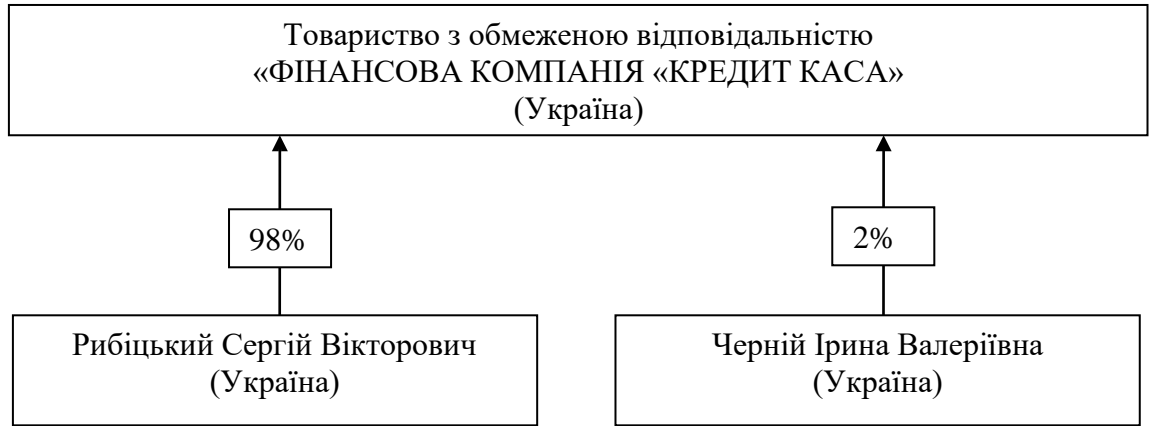 Товариство з обмеженою відповідальністю
«ФІНАНСОВА КОМПАНІЯ «КРЕДИТ КАСА»
(Україна)
98%
2%
Рибіцький Сергій Вікторович
(Україна)
Черній Ірина Валеріївна
(Україна)